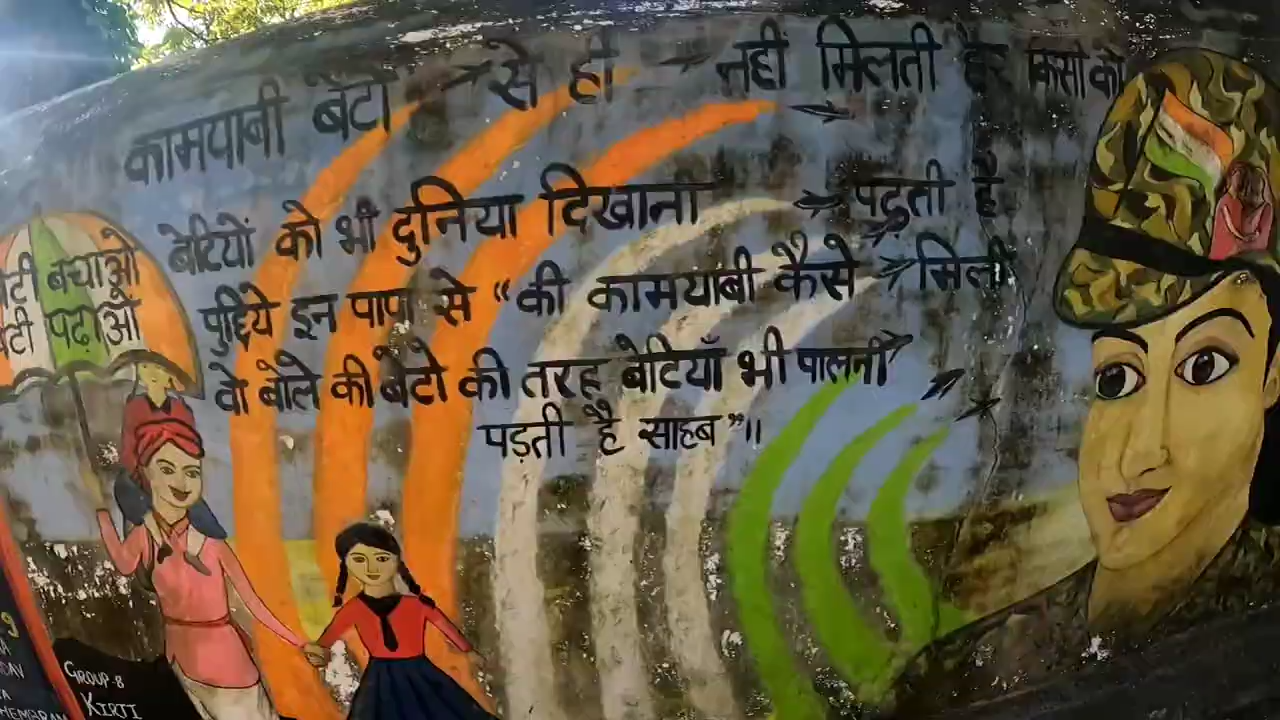 कामयाबी बेटो से ही नहीं मिलती हर किसी को
बेटियों को भी दुनिया दिखाना पड़ती है
पुछिये इन पापा से “की कामयाबी कैसे मिली
वो बोले की बेटो की तरह बेटियाँ भी पालनी
पड़ती है साहब”॥
बेटी बचाओ
बेटी पढ़ाओ
GROUP-8
KIRTI